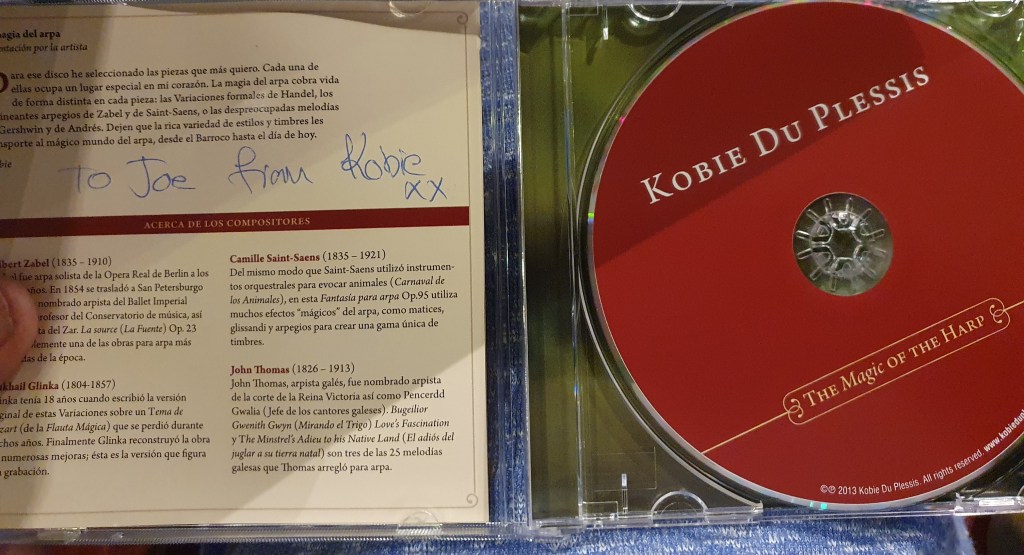 agia del arpa
ntación por la artista
ara ese disco he seleccionado las piezas que más quiero. Cada una de
ellas ocupa un lugar especial en mi corazón. La magia del arpa cobra vida
de forma distinta en cada pieza: las Variaciones formales de Handel, los
ineantes arpegios de Zabel y de Saint-Saens, o las despreocupadas melodías
Gershwin y de Andrés. Dejen que la rica variedad de estilos y timbres les
nsporte al mágico mundo del arpa, desde el Barroco hasta el día de hoy.
bie
To Joe from Kobie
xx
ACERCA DE LOS COMPOSITORES
bert Zabel (1835 – 1910)
fue arpa solista de la Opera Real de Berlin a los
años. En 1854 se trasladó a San Petersburgo
nombrado arpista del Ballet Imperial
rofesor del Conservatorio de música, así
ta del Zar. La source (La Fuente) Op. 23
lemente una de las obras para arpa más
das de la época.
khail Glinka (1804-1857)
inka tenía 18 años cuando escribió la versión
ginal de estas Variaciones sobre un Tema de
zart (de la Flauta Mágica) que se perdió durante
chos años. Finalmente Glinka reconstruyó la obra
numerosas mejoras; ésta es la versión que figura
grabación.
Camille Saint-Saens (1835 – 1921)
Del mismo modo que Saint-Saens utilizó instrumen-
tos orquestrales para evocar animales (Carnaval de
los Animales), en esta Fantasía para arpa Op.95 utiliza
muchos efectos "mágicos" del arpa, como matices,
glissandi y arpegios para crear una gama única de
timbres.
John Thomas (1826 – 1913)
John Thomas, arpista galés, fue nombrado arpista
de la corte de la Reina Victoria así como Pencerdd
Gwalia (Jefe de los cantores galeses). Bugeilior
Gwenith Gwyn (Mirando el Trigo) Love's Fascination
y The Minstrel's Adieu to his Native Land (El adiós del
juglar a su tierra natal) son tres de las 25 melodías
galesas que Thomas arregló para arpa.
KOBIE DU PLESSIS
THE Magic OF THE HARP
©℗ 2013 Kobie Du Plessis. All rights reserved. www.kobiedup